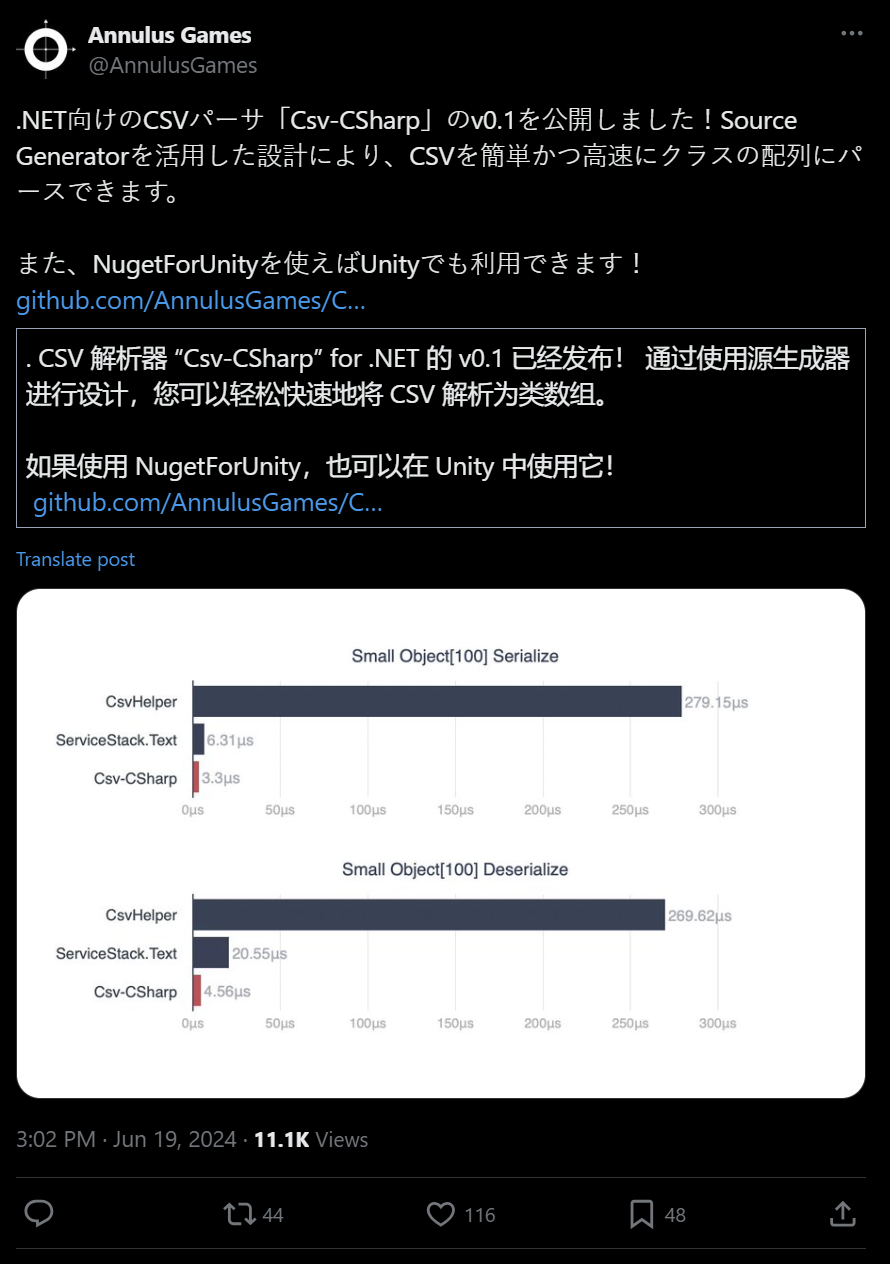 Annulus Games
@AnnulusGames
.NET向けのCSVパーサ「Csv-CSharp」のv0.1を公開しました！Source
Generatorを活用した設計により、CSVを簡単かつ高速にクラスの配列にパ
ースできます。
また、NugetForUnityを使えばUnityでも利用できます！
github.com/AnnulusGames/C...
. CSV 解析器 “Csv-CSharp” for .NET 的 v0.1 已经发布！ 通过使用源生成器
进行设计，您可以轻松快速地将 CSV 解析为类数组。
如果使用 NugetForUnity，也可以在 Unity 中使用它！
github.com/AnnulusGames/C...
Translate post
Small Object[100] Serialize
CsvHelper 279.15μs
ServiceStack.Text 6.31μs
Csv-CSharp 3.3μs
0μs 50μs 100μs 150μs 200μs 250μs 300μs
Small Object[100] Deserialize
CsvHelper 269.62μs
ServiceStack.Text 20.55μs
Csv-CSharp 4.56μs
0μs 50μs 100μs 150μs 200μs 250μs 300μs
3:02 PM · Jun 19, 2024 · 11.1K Views
44 116 48